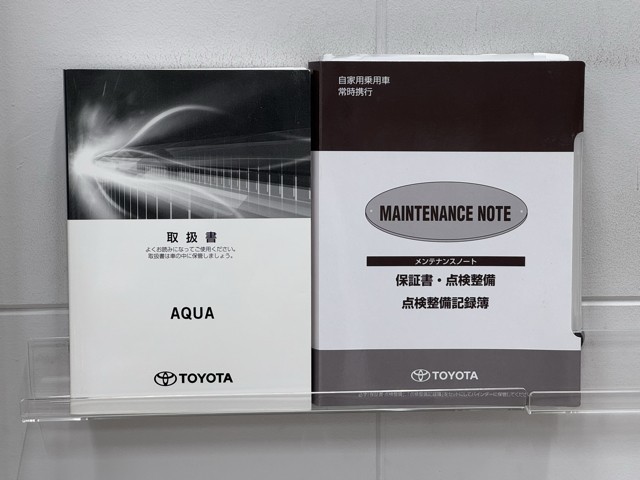 取扱書
よくお読みになってご使用ください。
取扱書は車の中に保管しましょう。
AQUA
TOYOTA
自家用乗用車
常時携行
MAINTENANCE NOTE
メンテナンスノート
保証書・点検整備
点検整備記録簿
TOYOTA